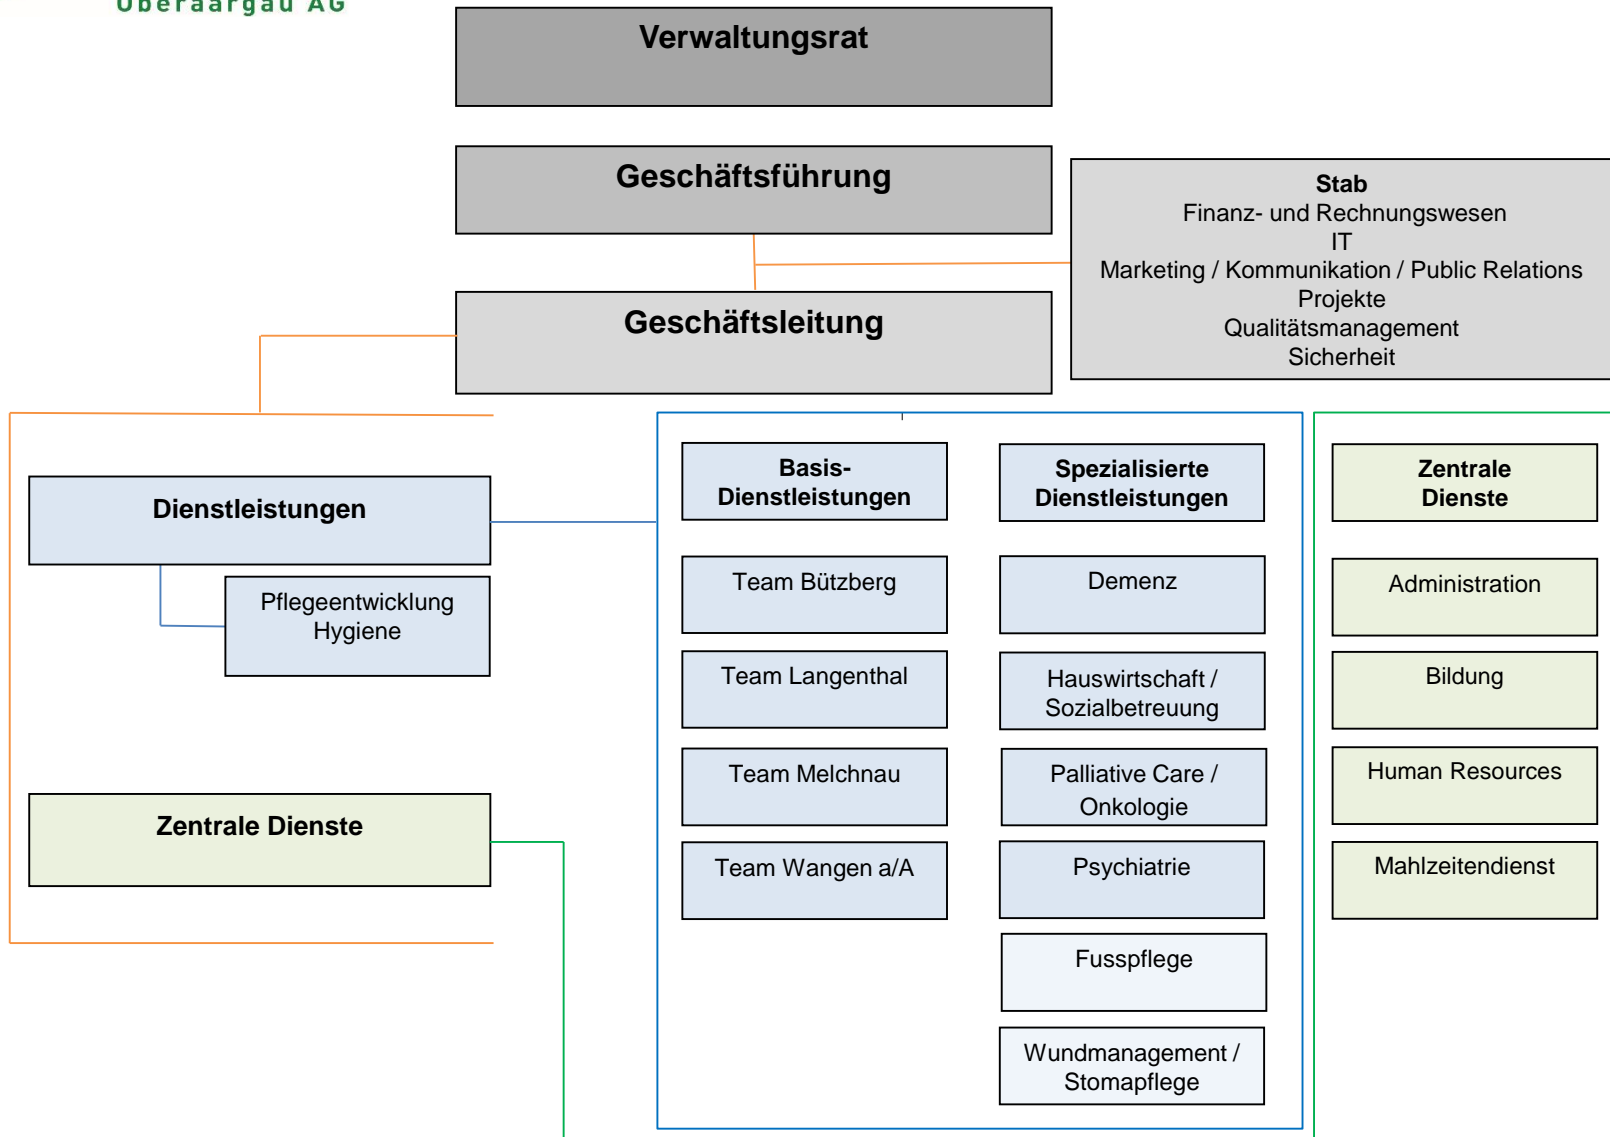 Oberaargau AG
Verwaltungsrat
Geschäftsführung
Stab
Finanz- und Rechnungswesen
IT
Marketing / Kommunikation / Public Relations
Projekte
Qualitätsmanagement
Sicherheit
Geschäftsleitung
Dienstleistungen
Pflegeentwicklung
Hygiene
Zentrale Dienste
Basis-
Dienstleistungen
Team Bützberg
Team Langenthal
Team Melchnau
Team Wangen a/A
Spezialisierte
Dienstleistungen
Demenz
Hauswirtschaft /
Sozialbetreuung
Palliative Care /
Onkologie
Psychiatrie
Fusspflege
Wundmanagement /
Stomapflege
Zentrale
Dienste
Administration
Bildung
Human Resources
Mahlzeitendienst